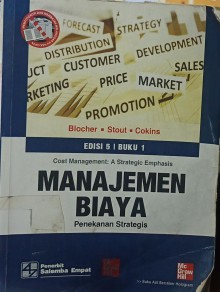 FORECAST STRATEGY
DISTRIBUTION
DEVELOPMENT
UCT CUSTOMER
SALES
RKETING PRICE MARKET
PROMOTION
Blocher • Stout • Cokins
EDISI 5 | BUKU 1
Cost Management: A Strategic Emphasis
MANAJEMEN
BIAYA
Penekanan Strategis
Penerbit
Salemba Empat
Mc
Graw
Hill